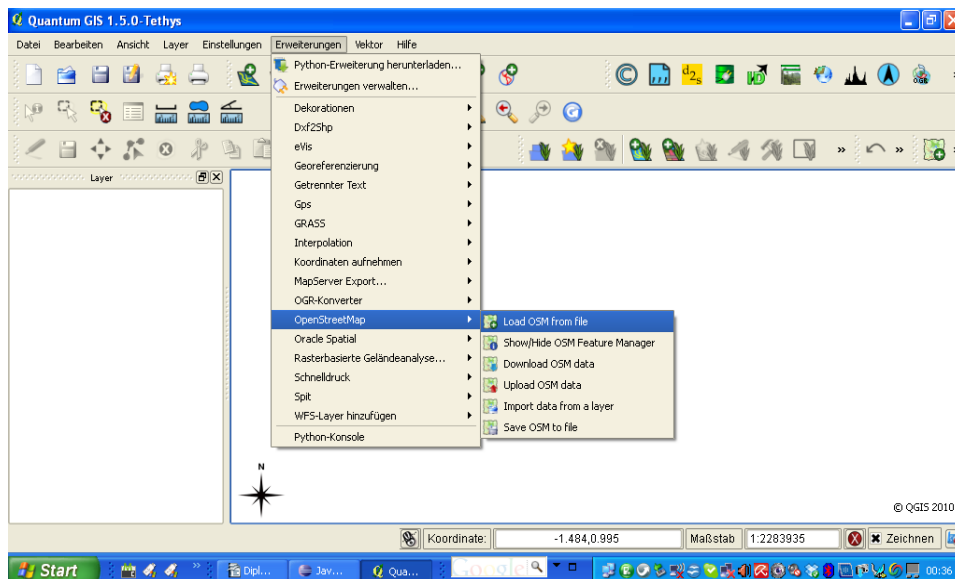 Quantum GIS 1.5.0-Tethys
Datei Bearbeiten Ansicht Layer Einstellungen Erweiterungen Vektor Hilfe
Python-Erweiterung herunterladen...
Erweiterungen verwalten...
Dekorationen
Dxf2Shp
eVis
Georeferenzierung
Getrennter Text
Gps
GRASS
Interpolation
Koordinaten aufnehmen
MapServer Export...
OGR-Konverter
OpenStreetMap
Oracle Spatial
Rasterbasierte Geländeanalyse...
Schnelldruck
Spit
WFS-Layer hinzufügen
Python-Konsole
Load OSM from file
Show/Hide OSM Feature Manager
Download OSM data
Upload OSM data
Import data from a layer
Save OSM to file
Layer
N
© QGIS 2010
Koordinate: -1.484,0.995 Maßstab 1:2283935 Zeichnen
Start Dipl... Jav... Qua... Google 00:36